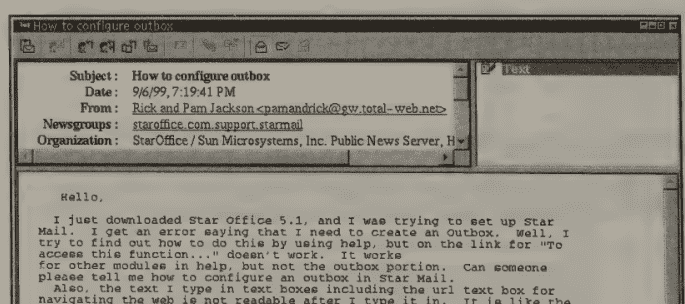 How to configure outbox
Text
Subject : How to configure outbox
Date : 9/6/99, 7:19:41 PM
From : Rick and Pam Jackson <pamandrick@gw.total-web.net>
Newsgroups : staroffice.com.support.starmail
Organization : StarOffice / Sun Microsystems, Inc. Public News Server, H
Hello,
I just downloaded Star Office 5.1, and I was trying to set up Star
Mail. I get an error saying that I need to create an Outbox. Well, I
try to find out how to do this by using help, but on the link for "To
access this function..." doesn't work. It works
for other modules in help, but not the outbox portion. Can someone
please tell me how to configure an outbox in Star Mail.
Also, the text I type in text boxes including the url text box for
navigating the web is not readable after I type it in. It is like the